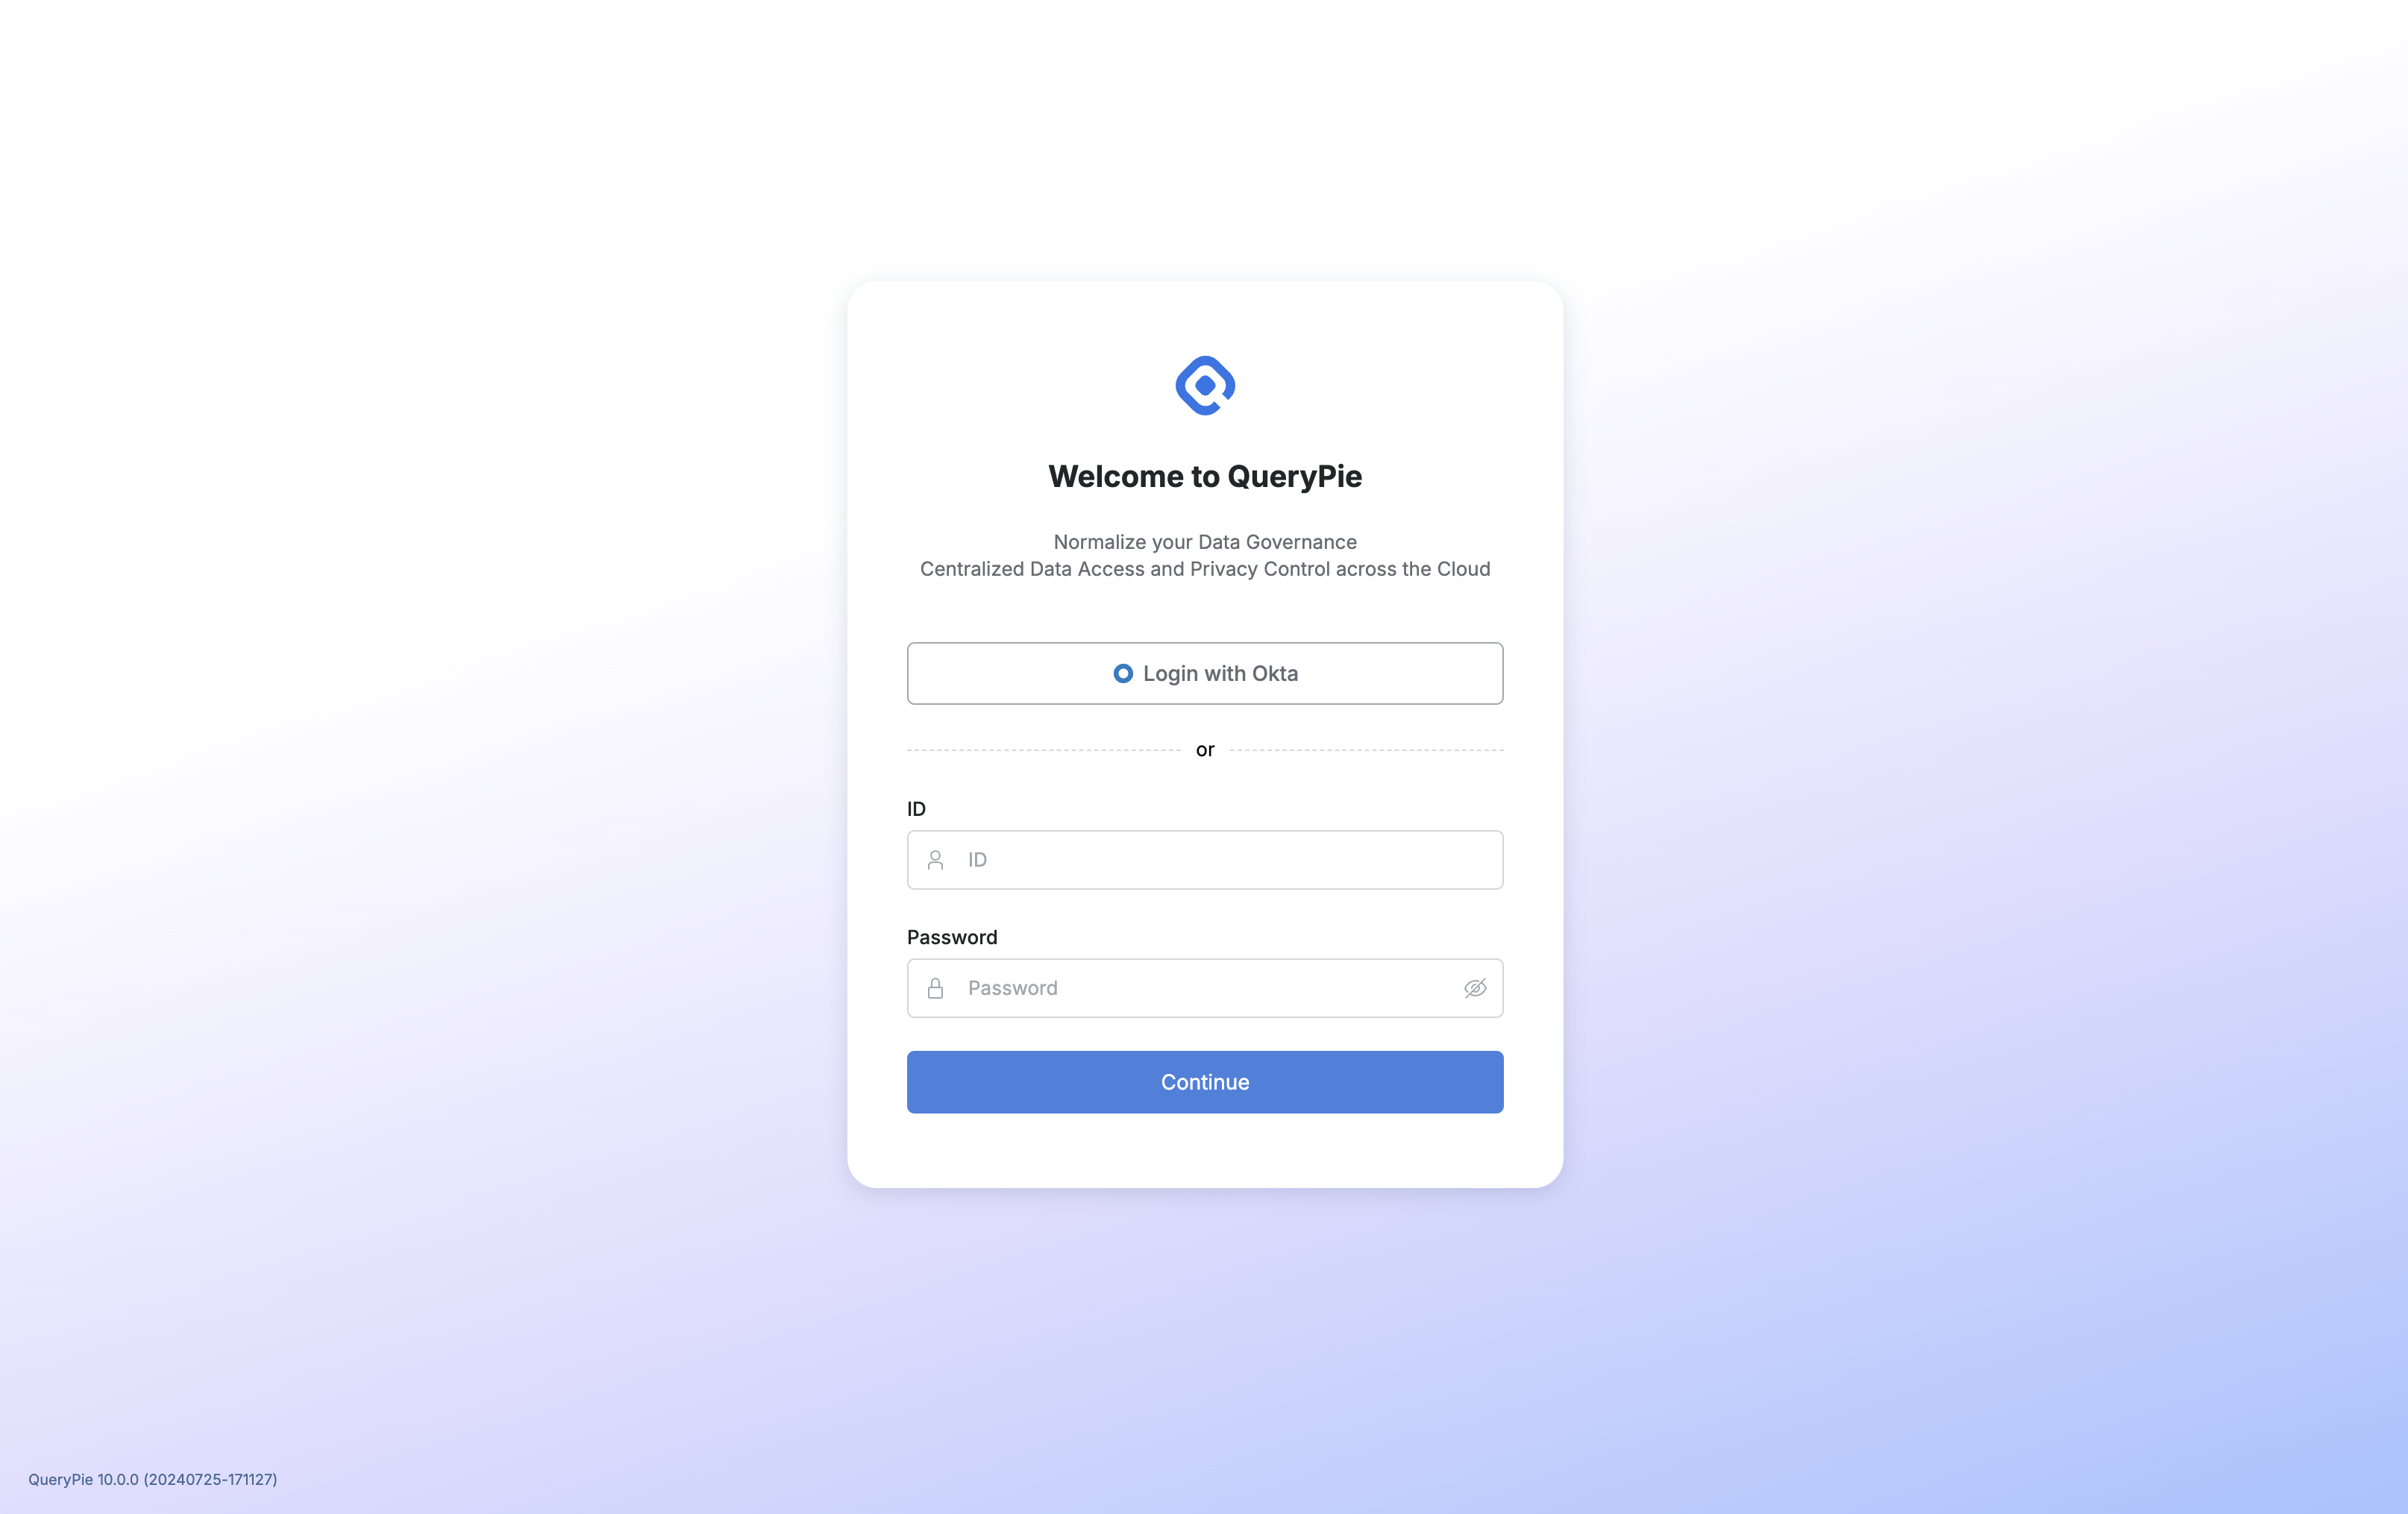 Welcome to QueryPie
Normalize your Data Governance
Centralized Data Access and Privacy Control across the Cloud
Login with Okta
or
ID
ID
Password
Password
Continue
QueryPie 10.0.0 (20240725-171127)